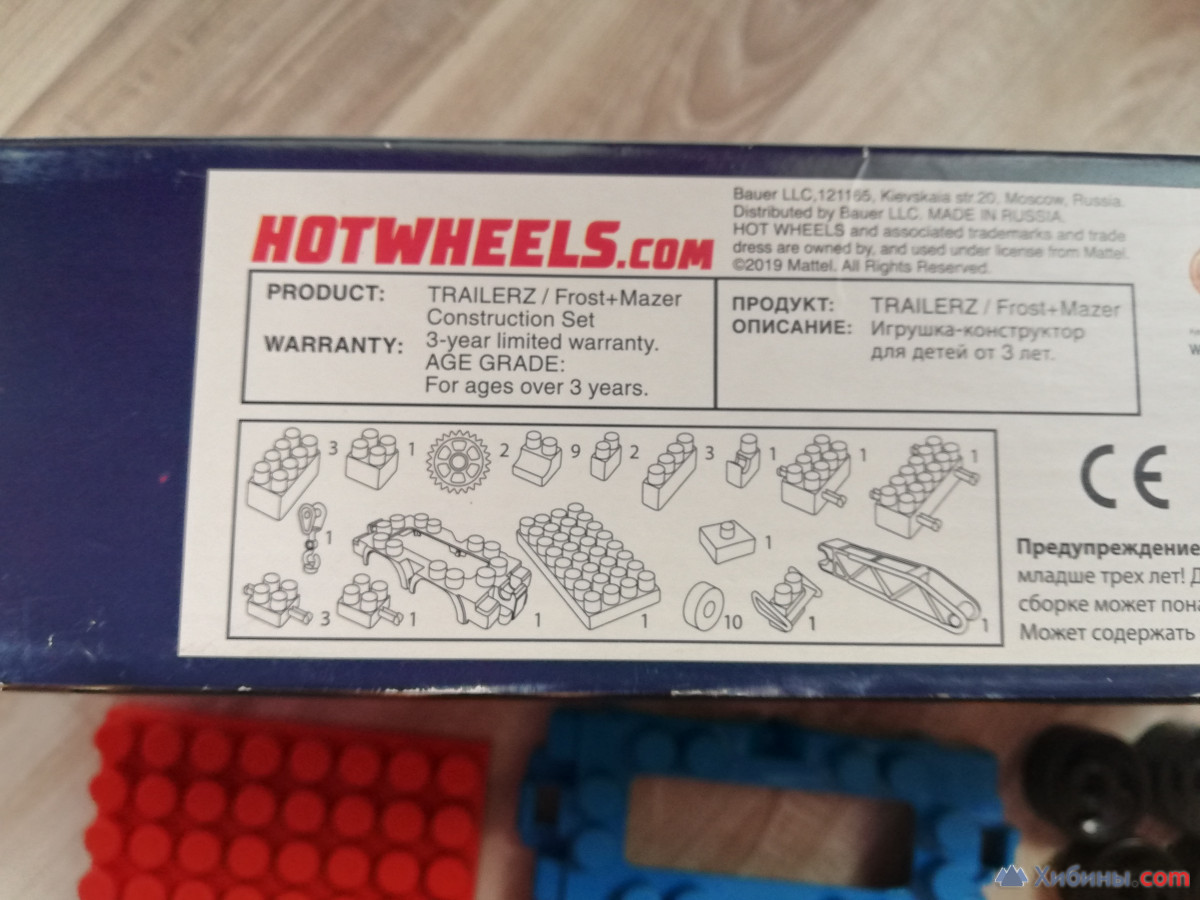 HOTWHEELS.COM
Bauer LLC,121165, Kievskaia str.20, Moscow, Russia.
Distributed by Bauer LLC. MADE IN RUSSIA.
HOT WHEELS and associated trademarks and trade
dress are owned by, and used under license from Mattel.
©2019 Mattel. All Rights Reserved.
PRODUCT: TRAILERZ / Frost+Mazer
Construction Set
WARRANTY: 3-year limited warranty.
AGE GRADE:
For ages over 3 years.
ПРОДУКТ: TRAILERZ / Frost+Mazer
ОПИСАНИЕ: Игрушка-конструктор
для детей от 3 лет.
3 1 2 9 2 3 1 1 1
1 1
3 1 1 1 10 1 1
CE
Предупреждение
младше трех лет!
сборке может
Может содержать
Хибины.com